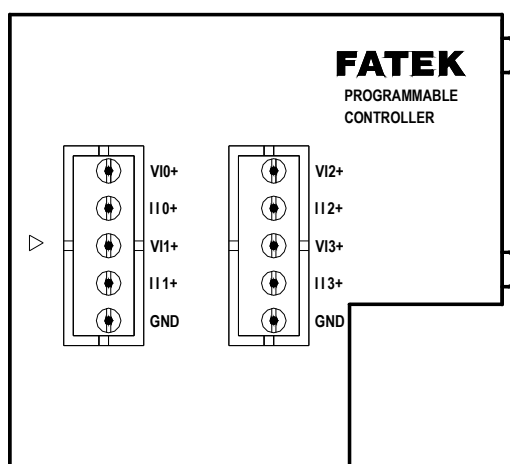 FATEK
PROGRAMMABLE
CONTROLLER
VI0+
II0+
VI1+
II1+
GND
VI2+
II2+
VI3+
II3+
GND